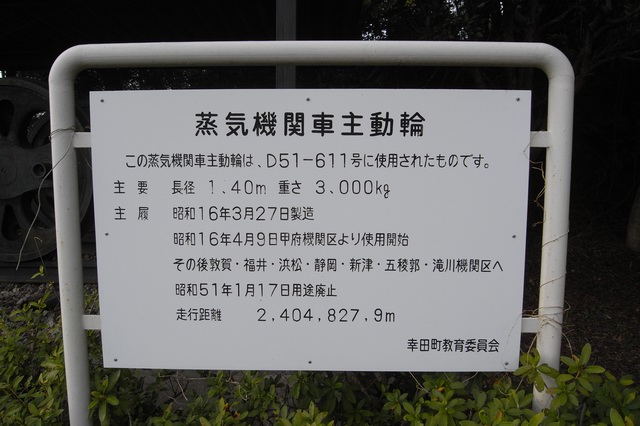 蒸気機関車主動輪
この蒸気機関車主動輪は、D51-611号に使用されたものです。
主要 長径 1.40m 重さ 3,000kg
主履 昭和16年3月27日製造
昭和16年4月9日甲府機関区より使用開始
その後敦賀・福井・浜松・静岡・新津・五稜郭・滝川機関区へ
昭和51年1月17日用途廃止
走行距離 2,404,827,9m
幸田町教育委員会